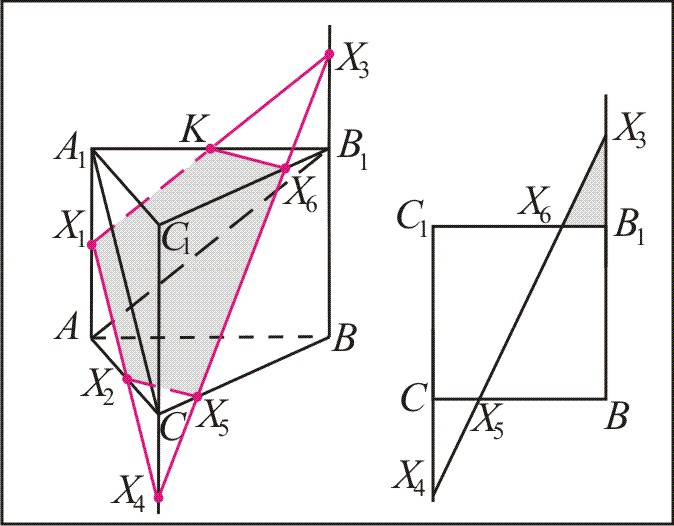 X₃
K
A₁
B₁
X₆
X₁
C₁
A
B
X₂
C
X₅
X₄
X₃
X₆
C₁
B₁
C
X₅
B
X₄